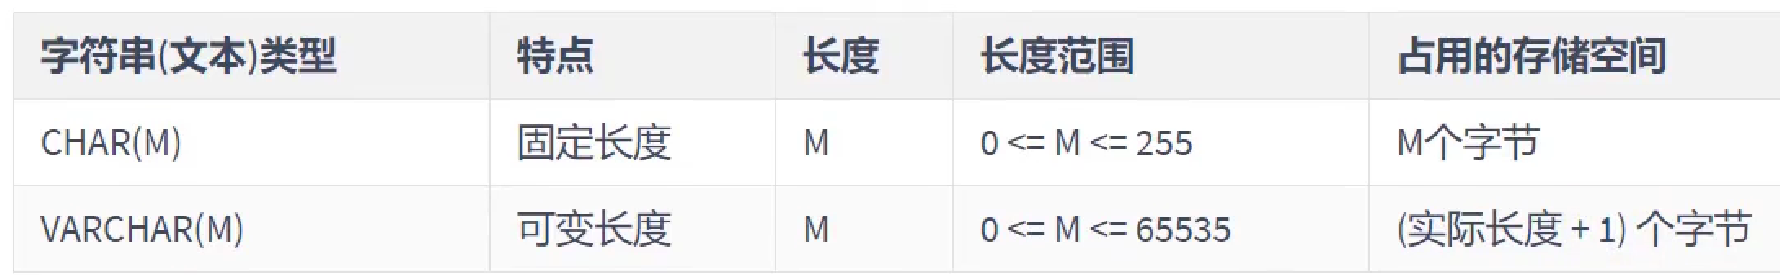 字符串(文本)类型 特点 长度 长度范围 占用的存储空间
CHAR(M) 固定长度 M 0 <= M <= 255 M个字节
VARCHAR(M) 可变长度 M 0 <= M <= 65535 (实际长度 + 1) 个字节